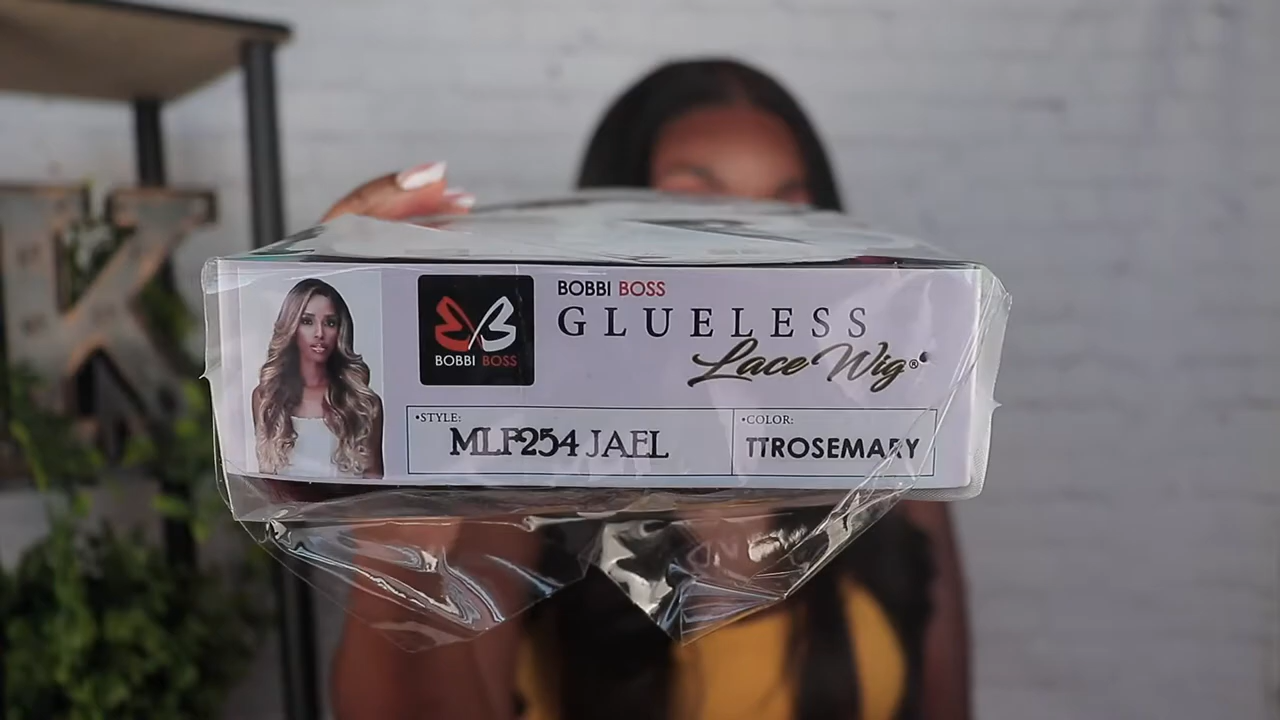 BOBBI BOSS
BOBBI BOSS
GLUELESS
Lace Wig®
•STYLE:
MLF254 JAEL
•COLOR:
TTROSEMARY
K